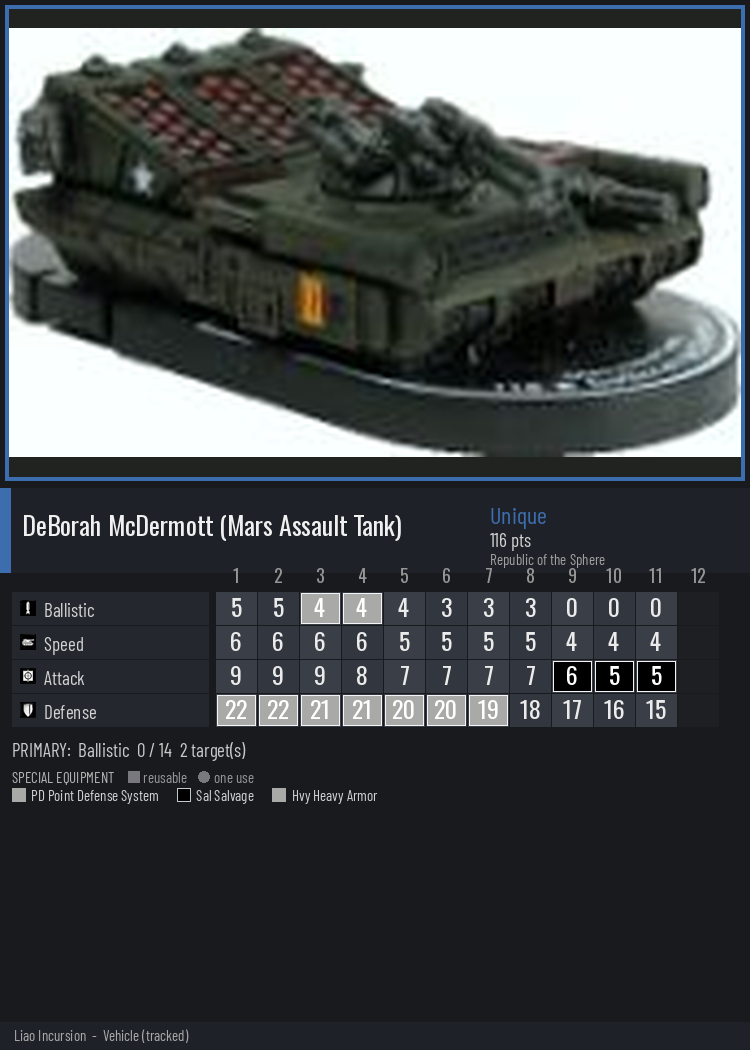 DeBorah McDermott (Mars Assault Tank)
Unique
116 pts
Republic of the Sphere
1 2 3 4 5 6 7 8 9 10 11 12
Ballistic 5 5 4 4 4 3 3 3 0 0 0
Speed 6 6 6 6 5 5 5 5 4 4 4
Attack 9 9 9 8 7 7 7 7 6 5 5
Defense 22 22 21 21 20 20 19 18 17 16 15
PRIMARY: Ballistic 0 / 14 2 target(s)
SPECIAL EQUIPMENT reusable one use
PD Point Defense System Sal Salvage Hvy Heavy Armor
Liao Incursion - Vehicle (tracked)